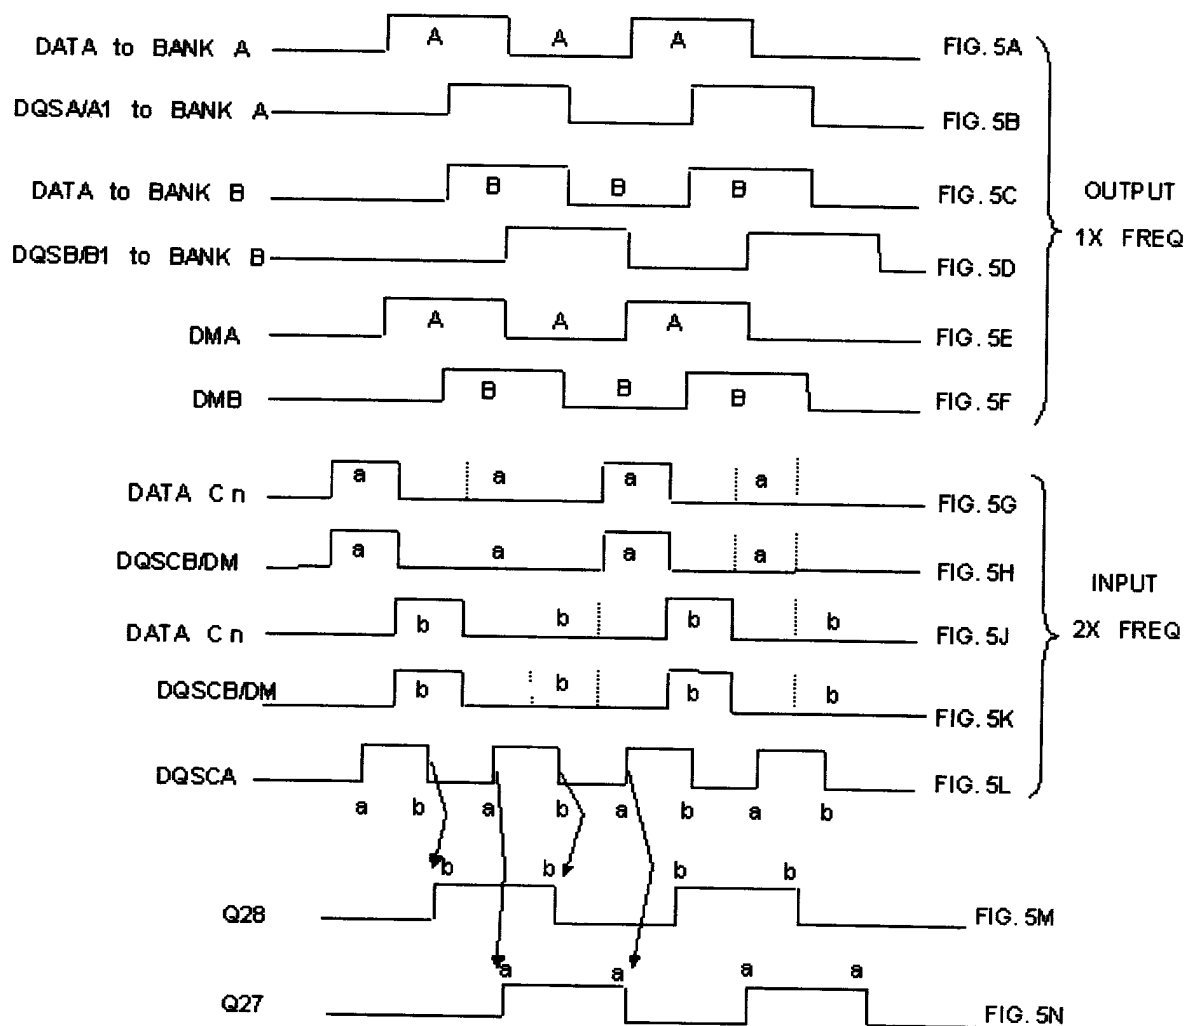 DATA to BANK A A A A FIG. 5A
DQSA/A1 to BANK A FIG. 5B
DATA to BANK B B B B FIG. 5C
OUTPUT
1X FREQ
DQSB/B1 to BANK B FIG. 5D
DMA A A A FIG. 5E
DMB B B B FIG. 5F
DATA Cn a a a a FIG. 5G
DQSCB/DM a a a a FIG. 5H
INPUT
2X FREQ
DATA Cn b b b b FIG. 5J
DQSCB/DM b b b b FIG. 5K
DQSCA FIG. 5L
a b a b a b a b
b b b b
Q28 FIG. 5M
a a a a
Q27 FIG. 5N